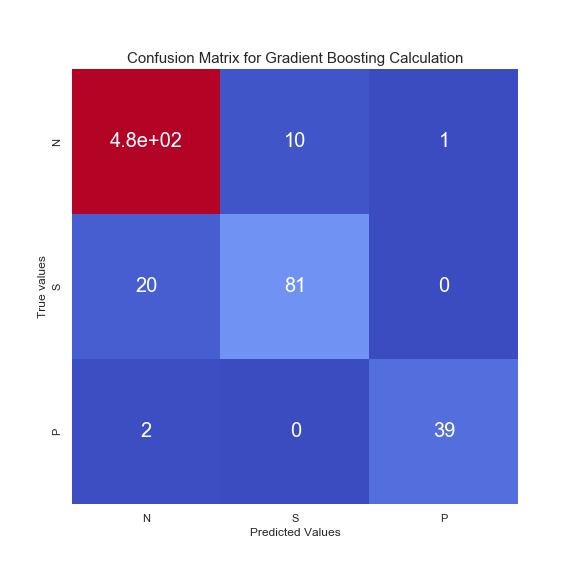 Confusion Matrix for Gradient Boosting Calculation
N
4.8e+02 10 1
S
20 81 0
P
2 0 39
True values
N S P
Predicted Values